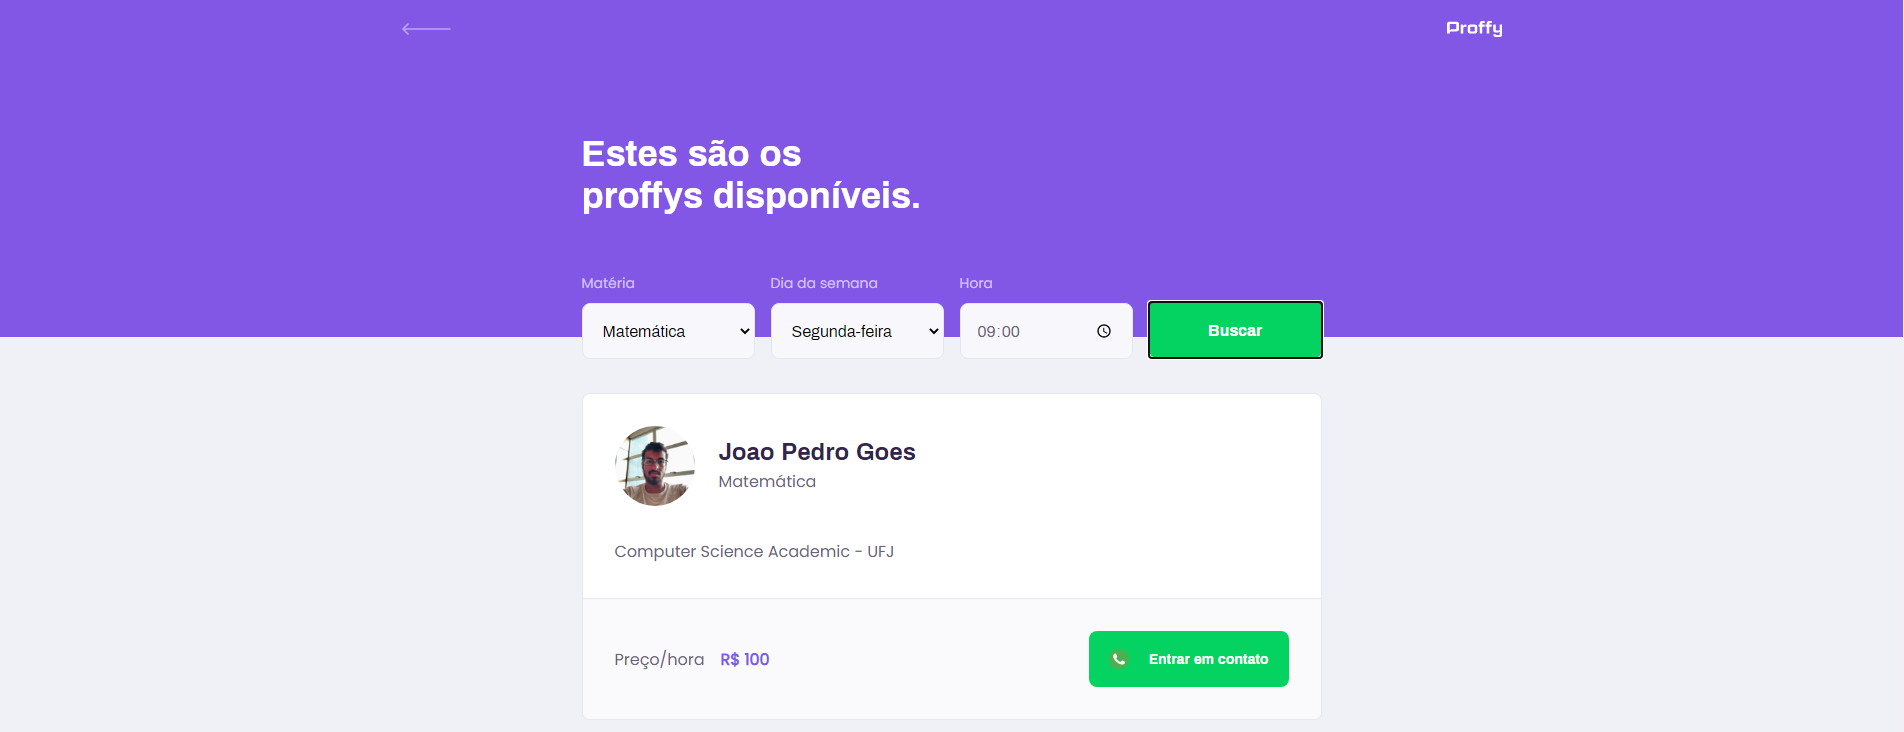 Proffy
Estes são os
proffys disponíveis.
Matéria
Dia da semana
Hora
Matemática
Segunda-feira
09:00
Buscar
Joao Pedro Goes
Matemática
Computer Science Academic - UFJ
Preço/hora R$ 100
Entrar em contato